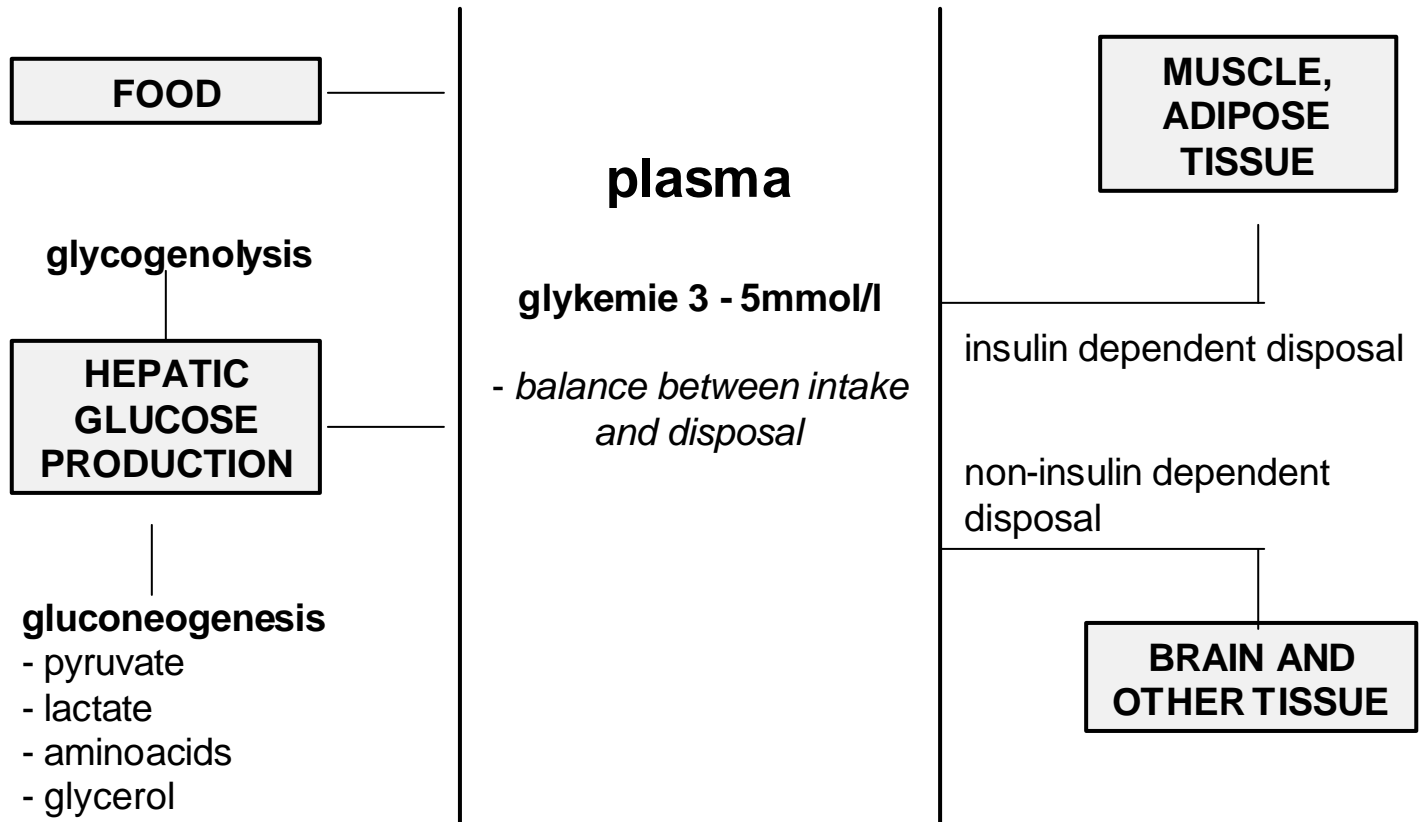 FOOD
glycogenolysis
HEPATIC
GLUCOSE
PRODUCTION
gluconeogenesis
- pyruvate
- lactate
- aminoacids
- glycerol
plasma
glykemie 3 - 5mmol/l
- balance between intake
and disposal
MUSCLE,
ADIPOSE
TISSUE
insulin dependent disposal
non-insulin dependent
disposal
BRAIN AND
OTHER TISSUE